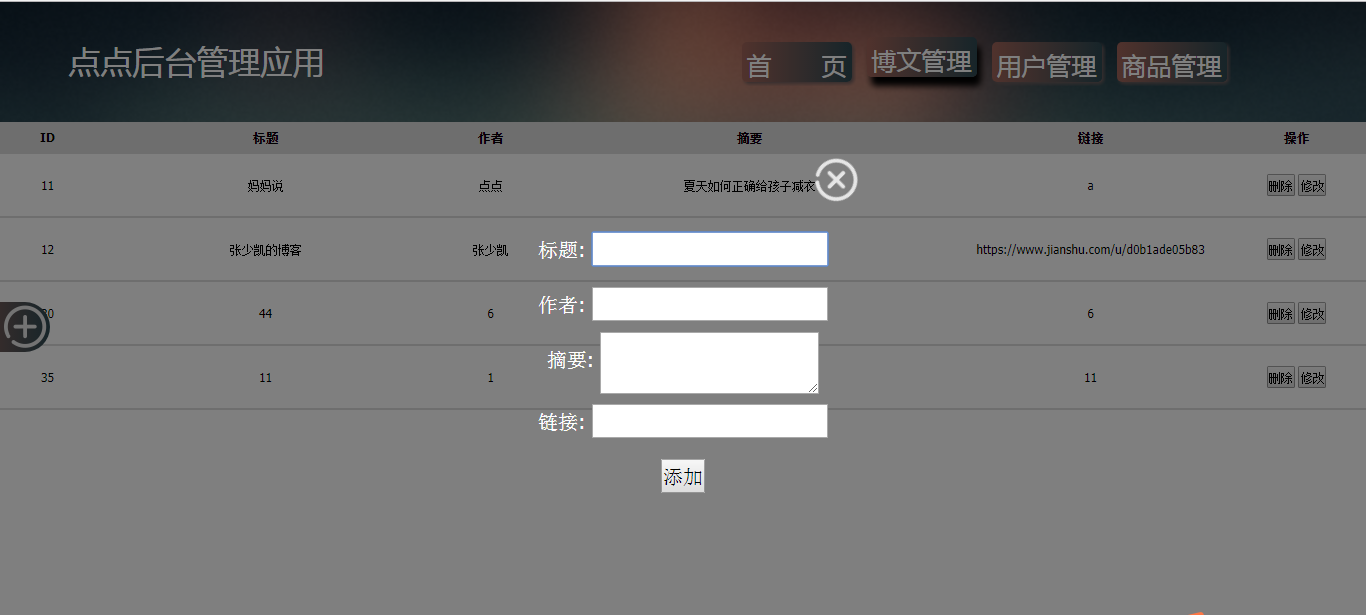 点点后台管理应用
首 页 博文管理 用户管理 商品管理
ID 标题 作者 摘要 链接 操作
11 妈妈说 点点 夏天如何正确给孩子减衣 a 删除 修改
12 张少凯的博客 张少凯 https://www.jianshu.com/u/d0b1ade05b83 删除 修改
标题:
作者:
44 6 6 删除 修改
摘要:
35 11 1 11 删除 修改
链接:
添加